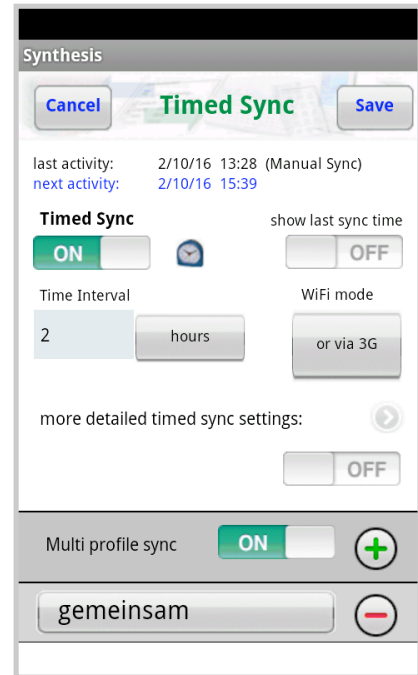 Synthesis
Cancel Timed Sync Save
last activity: 2/10/16 13:28 (Manual Sync)
next activity: 2/10/16 15:39
Timed Sync show last sync time
ON OFF
Time Interval WiFi mode
2 hours or via 3G
more detailed timed sync settings:
OFF
Multi profile sync ON
gemeinsam